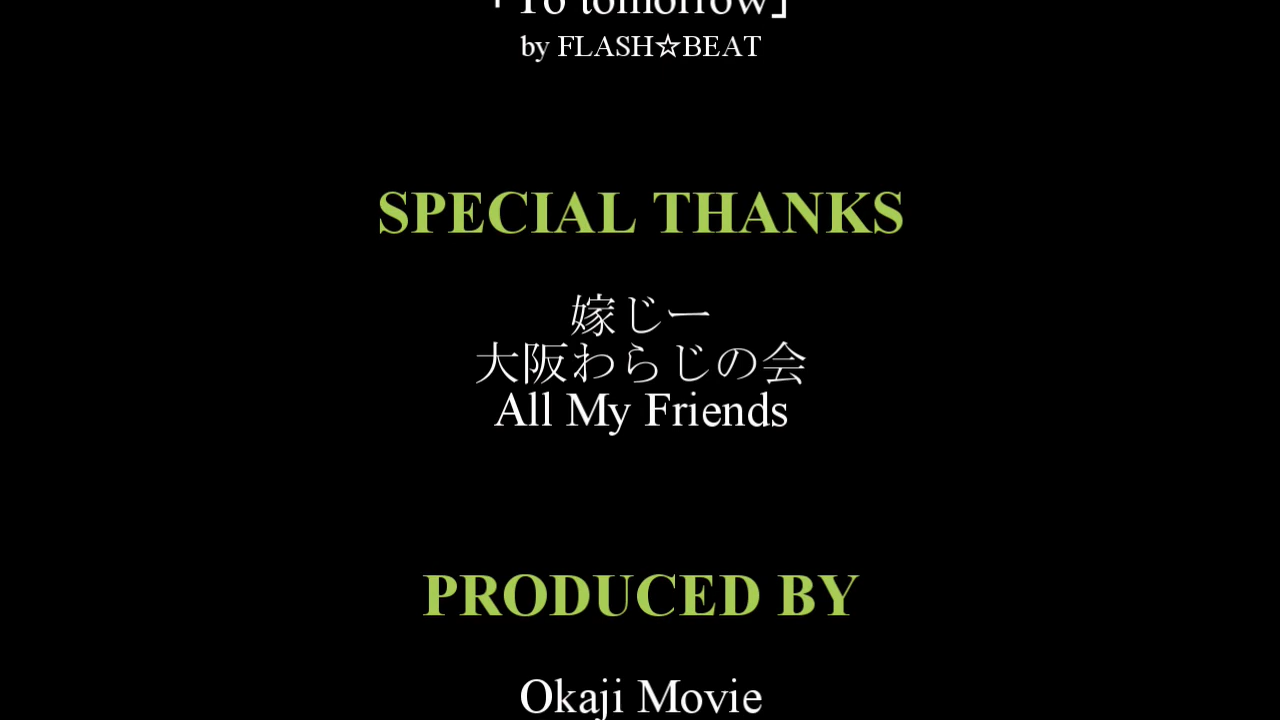 「To tomorrow」
by FLASH☆BEAT
SPECIAL THANKS
嫁じー
大阪わらじの会
All My Friends
PRODUCED BY
Okaji Movie